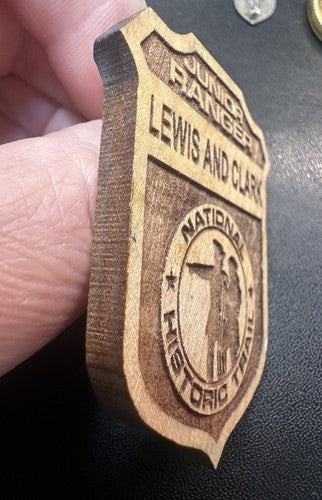 JUNIOR
RANGER
LEWIS AND CLARK
NATIONAL
HISTORIC TRAIL